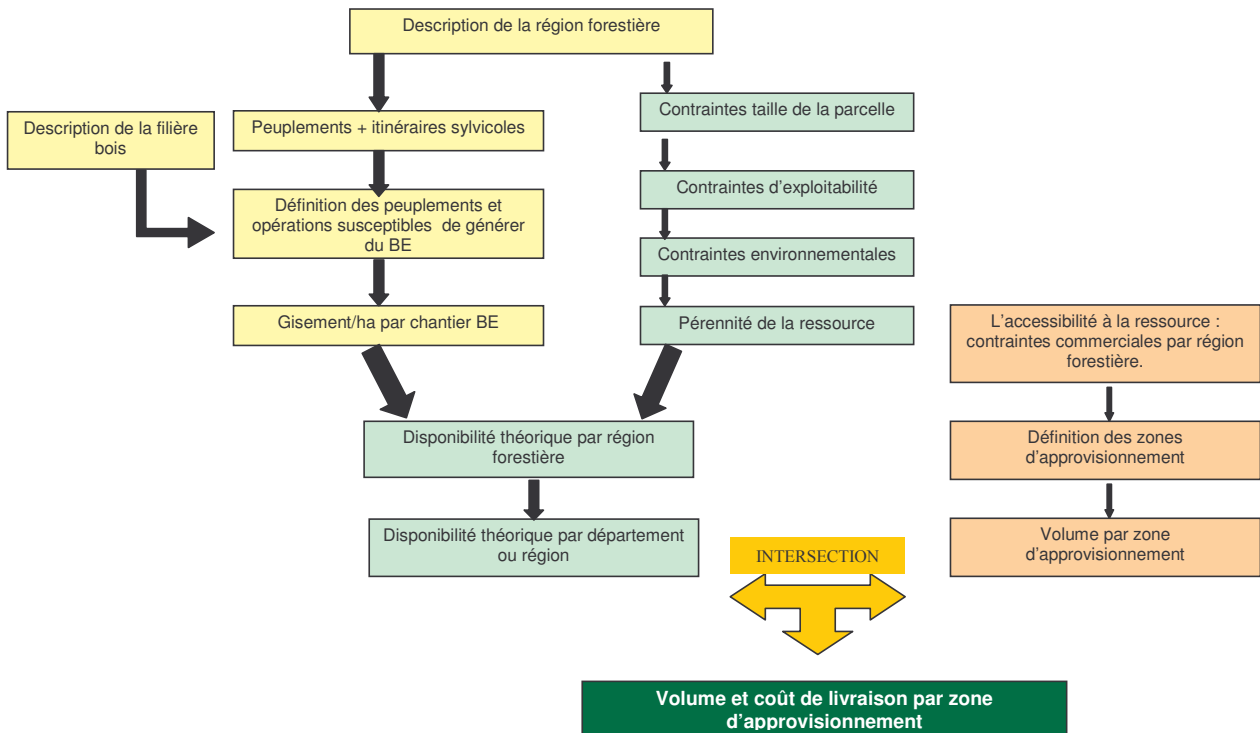 Description de la région forestière
Contraintes taille de la parcelle
Description de la filière
bois
Peuplements + itinéraires sylvicoles
Contraintes d'exploitabilité
Définition des peuplements et
opérations susceptibles de générer
du BE
Contraintes environnementales
Gisement/ha par chantier BE
Pérennité de la ressource
L'accessibilité à la ressource :
contraintes commerciales par région
forestière.
Disponibilité théorique par région
forestière
Définition des zones
d'approvisionnement
Disponibilité théorique par département
ou région
Volume par zone
d'approvisionnement
INTERSECTION
Volume et coût de livraison par zone
d'approvisionnement